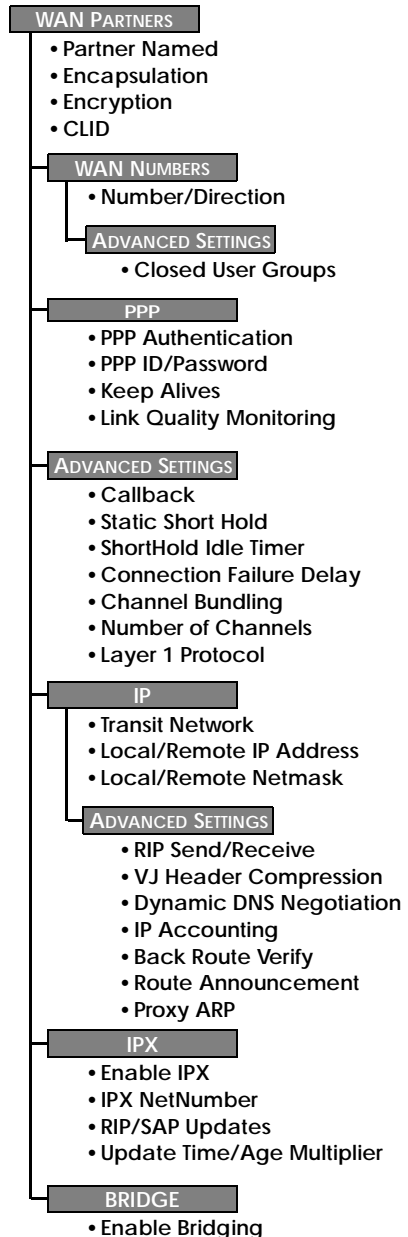 WAN PARTNERS
• Partner Named
• Encapsulation
• Encryption
• CLID
WAN NUMBERS
• Number/Direction
ADVANCED SETTINGS
• Closed User Groups
PPP
• PPP Authentication
• PPP ID/Password
• Keep Alives
• Link Quality Monitoring
ADVANCED SETTINGS
• Callback
• Static Short Hold
• ShortHold Idle Timer
• Connection Failure Delay
• Channel Bundling
• Number of Channels
• Layer 1 Protocol
IP
• Transit Network
• Local/Remote IP Address
• Local/Remote Netmask
ADVANCED SETTINGS
• RIP Send/Receive
• VJ Header Compression
• Dynamic DNS Negotiation
• IP Accounting
• Back Route Verify
• Route Announcement
• Proxy ARP
IPX
• Enable IPX
• IPX NetNumber
• RIP/SAP Updates
• Update Time/Age Multiplier
BRIDGE
• Enable Bridging